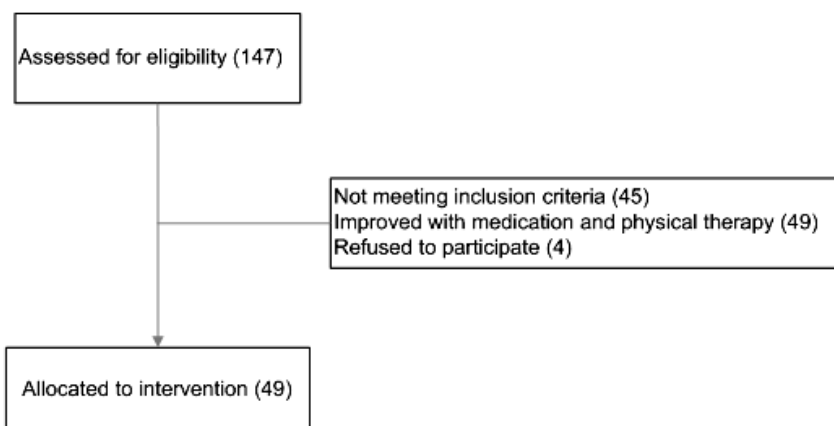 Assessed for eligibility (147)
Not meeting inclusion criteria (45)
Improved with medication and physical therapy (49)
Refused to participate (4)
Allocated to intervention (49)